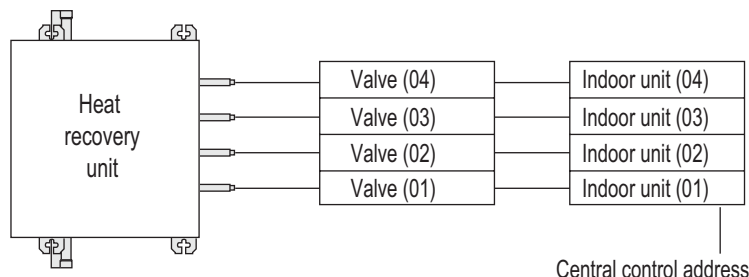 Heat
recovery
unit
Valve (04)
Valve (03)
Valve (02)
Valve (01)
Indoor unit (04)
Indoor unit (03)
Indoor unit (02)
Indoor unit (01)
Central control address